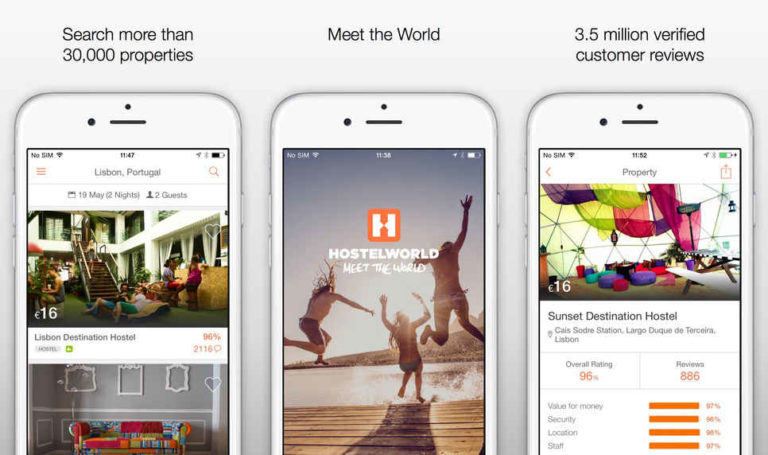 Search more than
30,000 properties
Meet the World
3.5 million verified
customer reviews
No SIM 11:47
Lisbon, Portugal
19 May (2 Nights) 2 Guests
€16
Lisbon Destination Hostel 96%
HOSTEL 2116
No SIM 11:38
H
HOSTELWORLD
MEET THE WORLD
No SIM 11:52
Property
€16
Sunset Destination Hostel
Cais Sodre Station, Largo Duque de Terceira,
Lisbon
Overall Rating Reviews
96% 886
Value for money 97%
Security 96%
Location 98%
Staff 97%